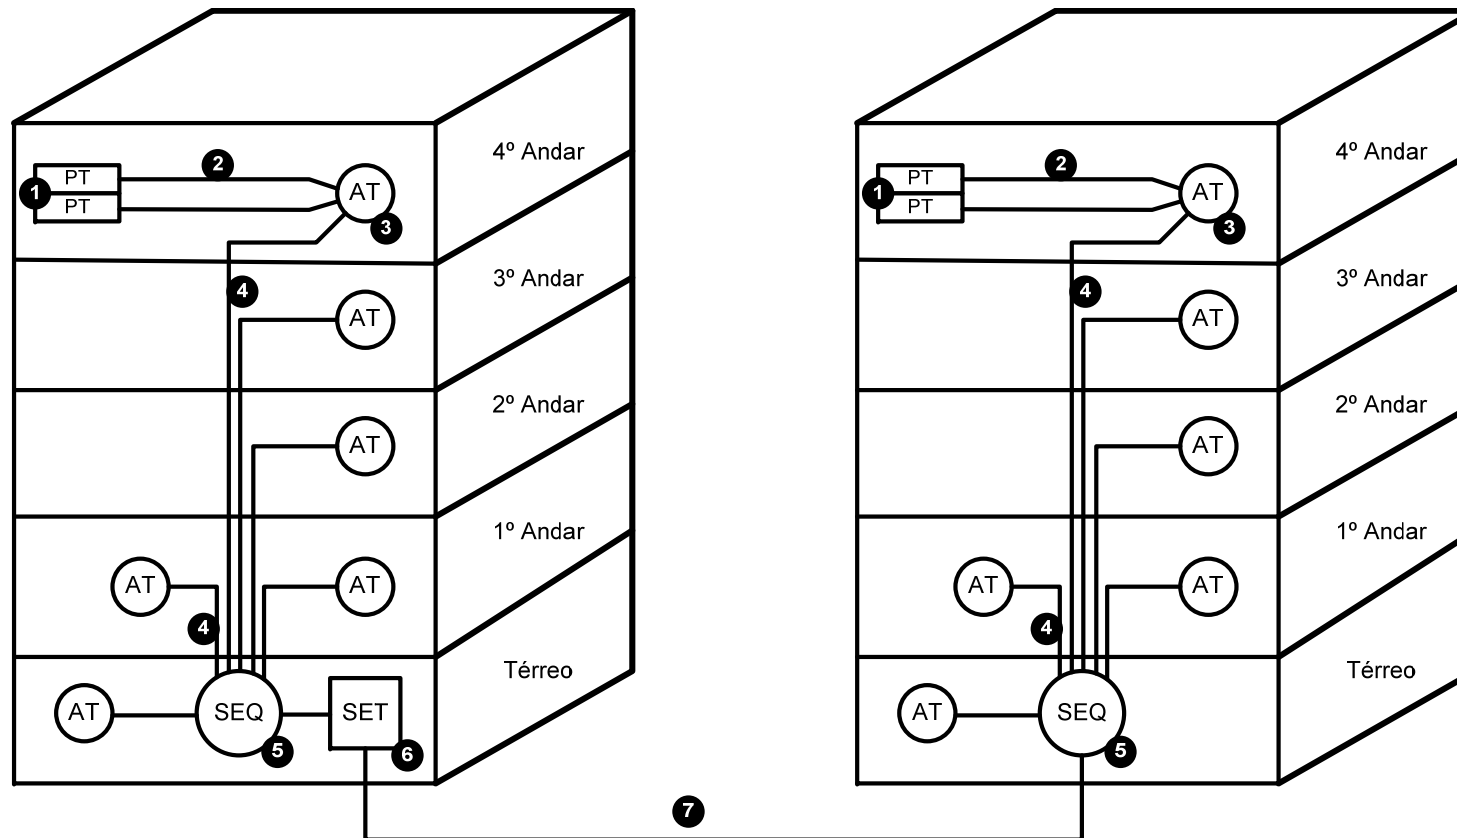 4º Andar
2
PT
1
PT
AT
3
3º Andar
4
AT
2º Andar
AT
1º Andar
AT
AT
4
Térreo
AT
SEQ
SET
5
6
4º Andar
2
PT
1
PT
AT
3
3º Andar
4
AT
2º Andar
AT
1º Andar
AT
AT
4
Térreo
AT
SEQ
5
7